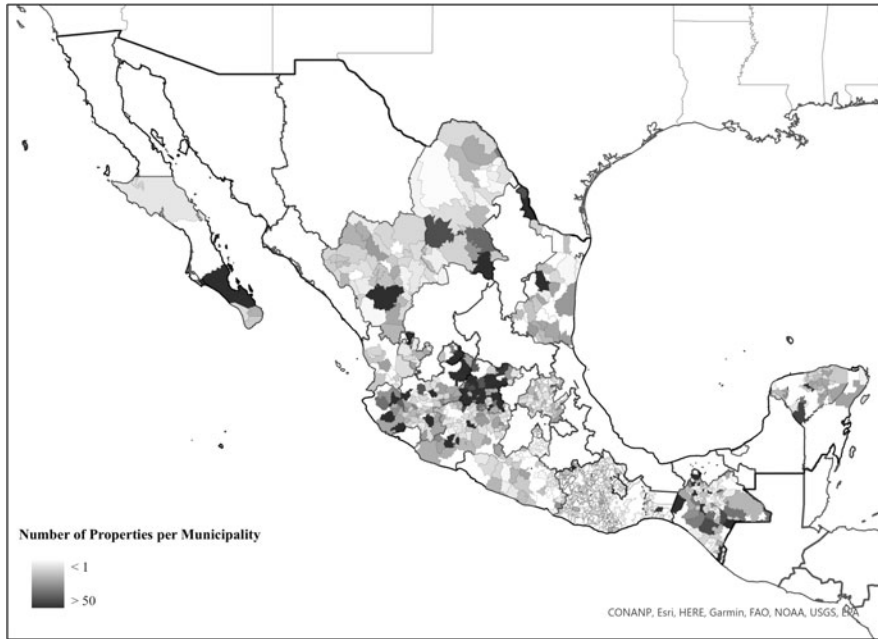 Number of Properties per Municipality
< 1
> 50
CONANP, Esri, HERE, Garmin, FAO, NOAA, USGS, EPA